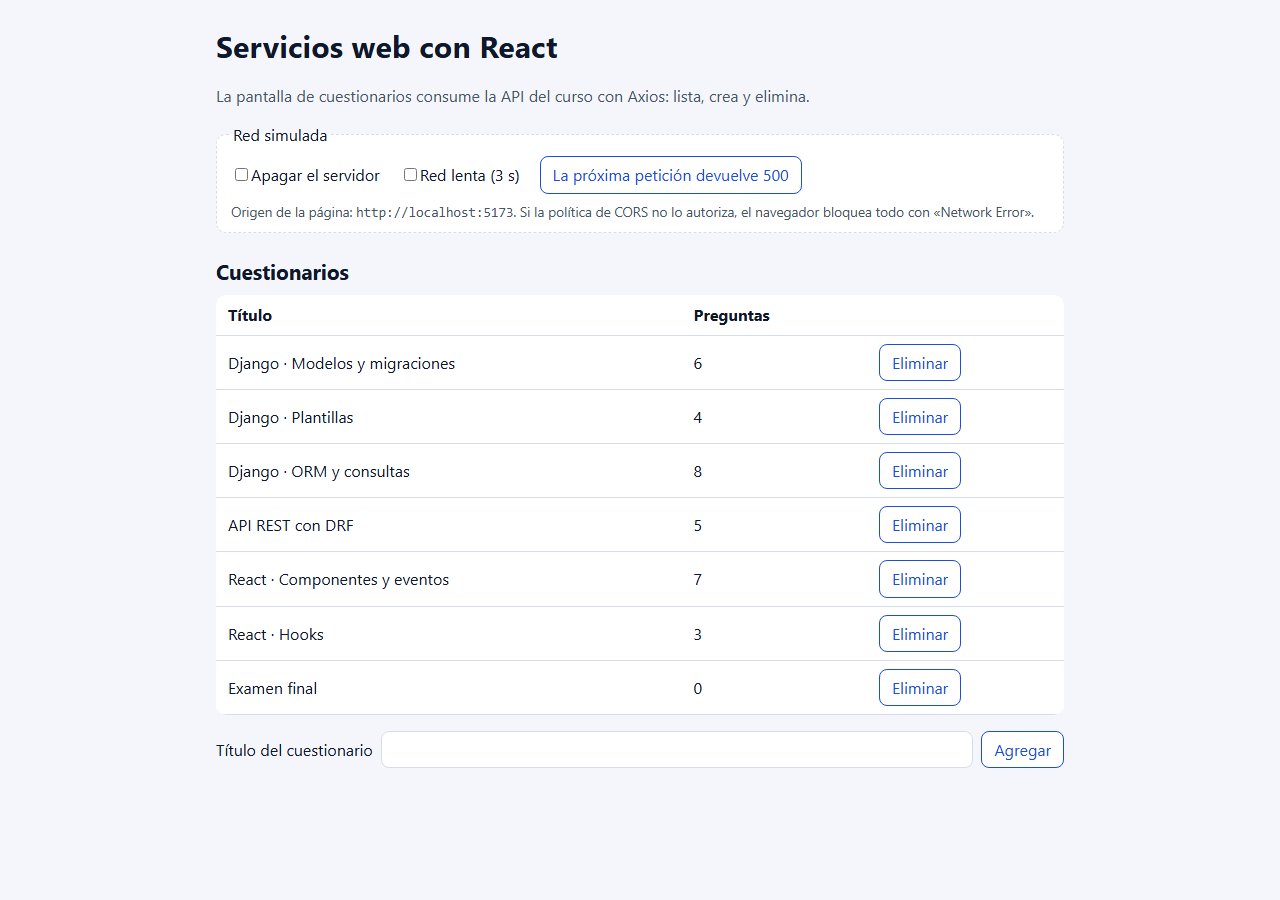 Servicios web con React
La pantalla de cuestionarios consume la API del curso con Axios: lista, crea y elimina.
Red simulada
Apagar el servidor Red lenta (3 s) La próxima petición devuelve 500
Origen de la página: http://localhost:5173. Si la política de CORS no lo autoriza, el navegador bloquea todo con «Network Error».
Cuestionarios
Título Preguntas
Django · Modelos y migraciones 6 Eliminar
Django · Plantillas 4 Eliminar
Django · ORM y consultas 8 Eliminar
API REST con DRF 5 Eliminar
React · Componentes y eventos 7 Eliminar
React · Hooks 3 Eliminar
Examen final 0 Eliminar
Título del cuestionario Agregar